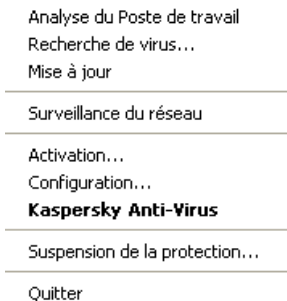 Analyse du Poste de travail
Recherche de virus...
Mise à jour
Surveillance du réseau
Activation...
Configuration...
Kaspersky Anti-Virus
Suspension de la protection...
Quitter